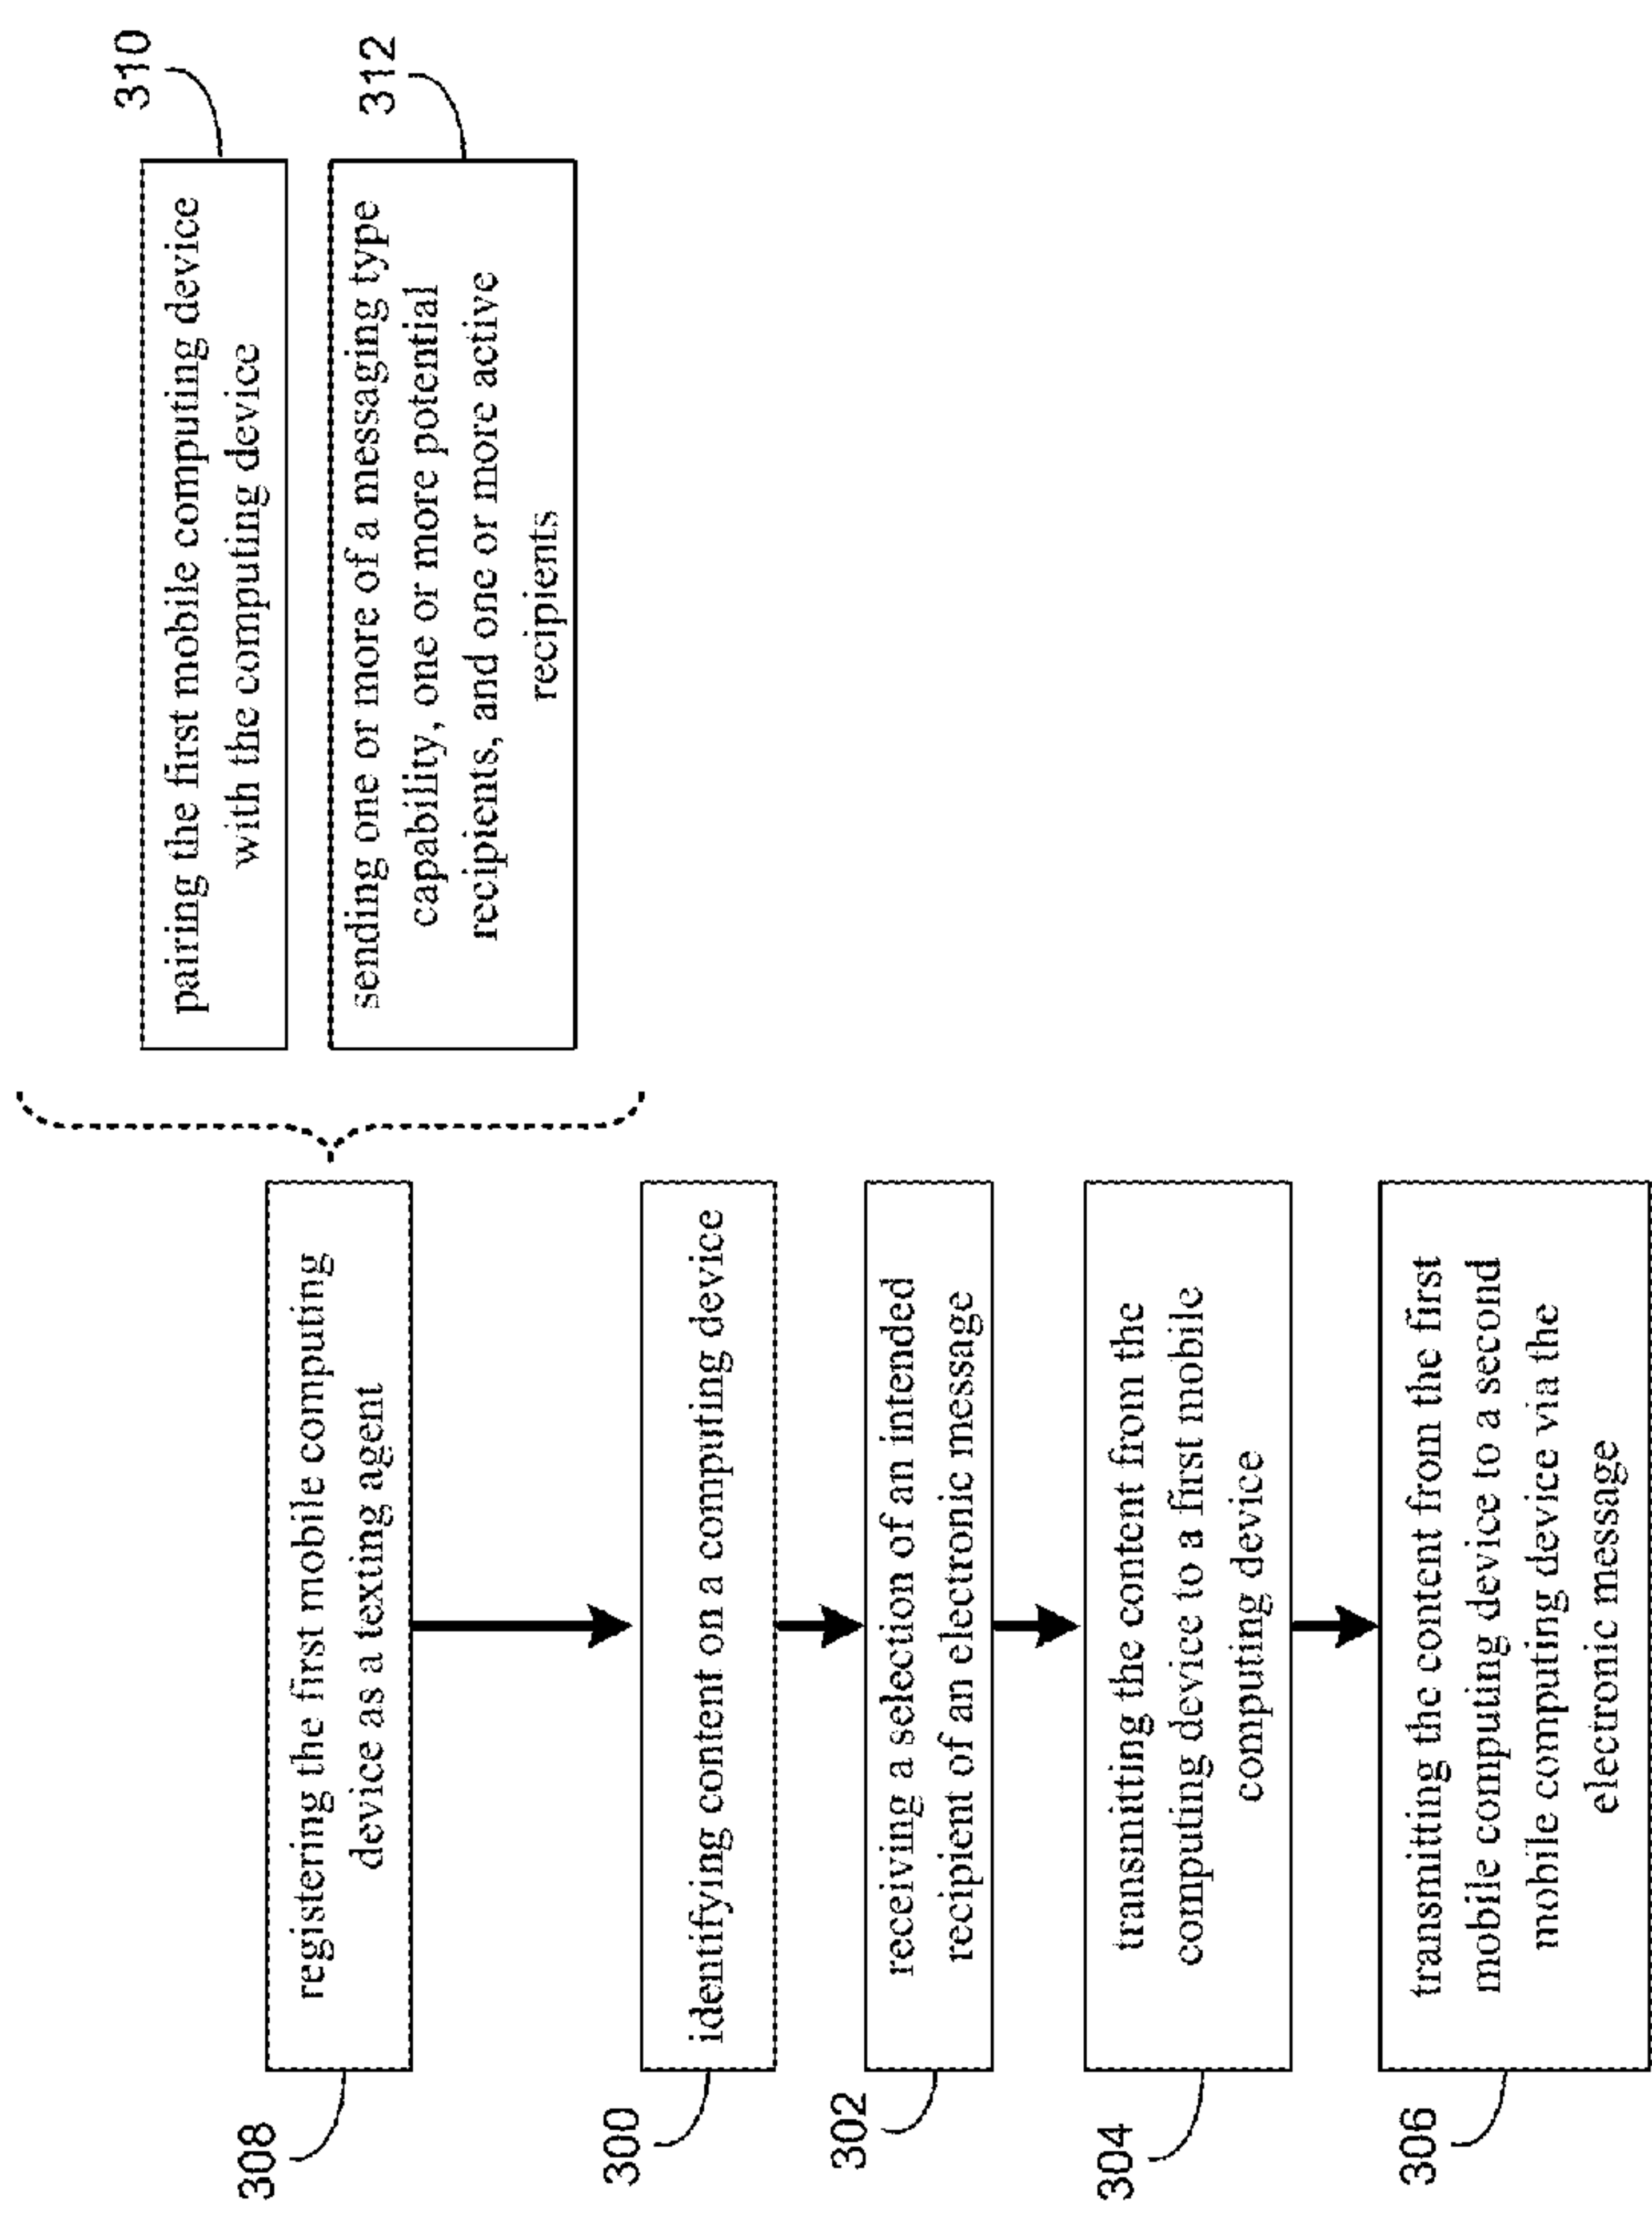 308
registering the first mobile computing
device as a texting agent
310
pairing the first mobile computing device
with the computing device
312
sending one or more of a messaging type
capability, one or more potential
recipients, and one or more active
recipients
300
identifying content on a computing device
302
receiving a selection of an intended
recipient of an electronic message
304
transmitting the content from the
computing device to a first mobile
computing device
306
transmitting the content from the first
mobile computing device to a second
mobile computing device via the
electronic message